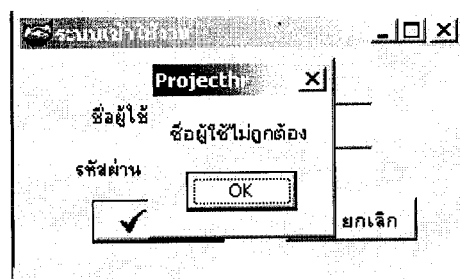 ระบบเข้าใช้งาน
Projecthr
ชื่อผู้ใช้
ชื่อผู้ใช้ไม่ถูกต้อง
รหัสผ่าน
OK
ยกเลิก